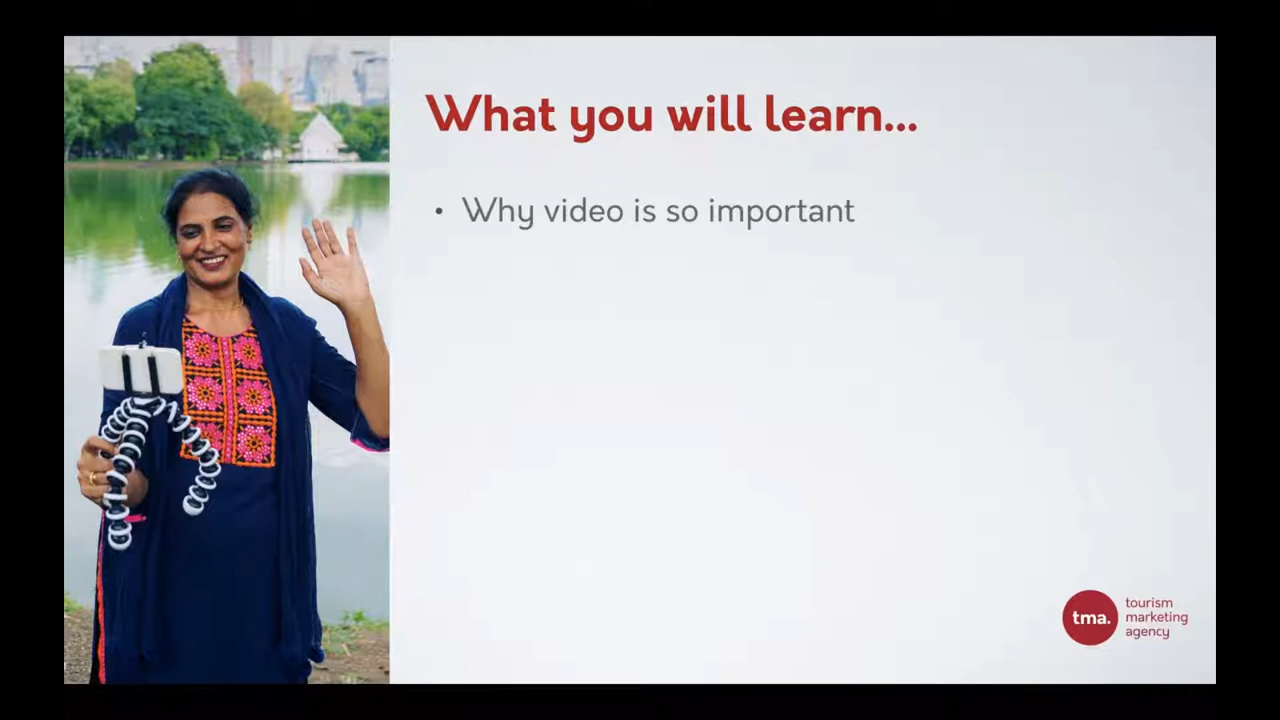 What you will learn...
• Why video is so important
tma.
tourism
marketing
agency